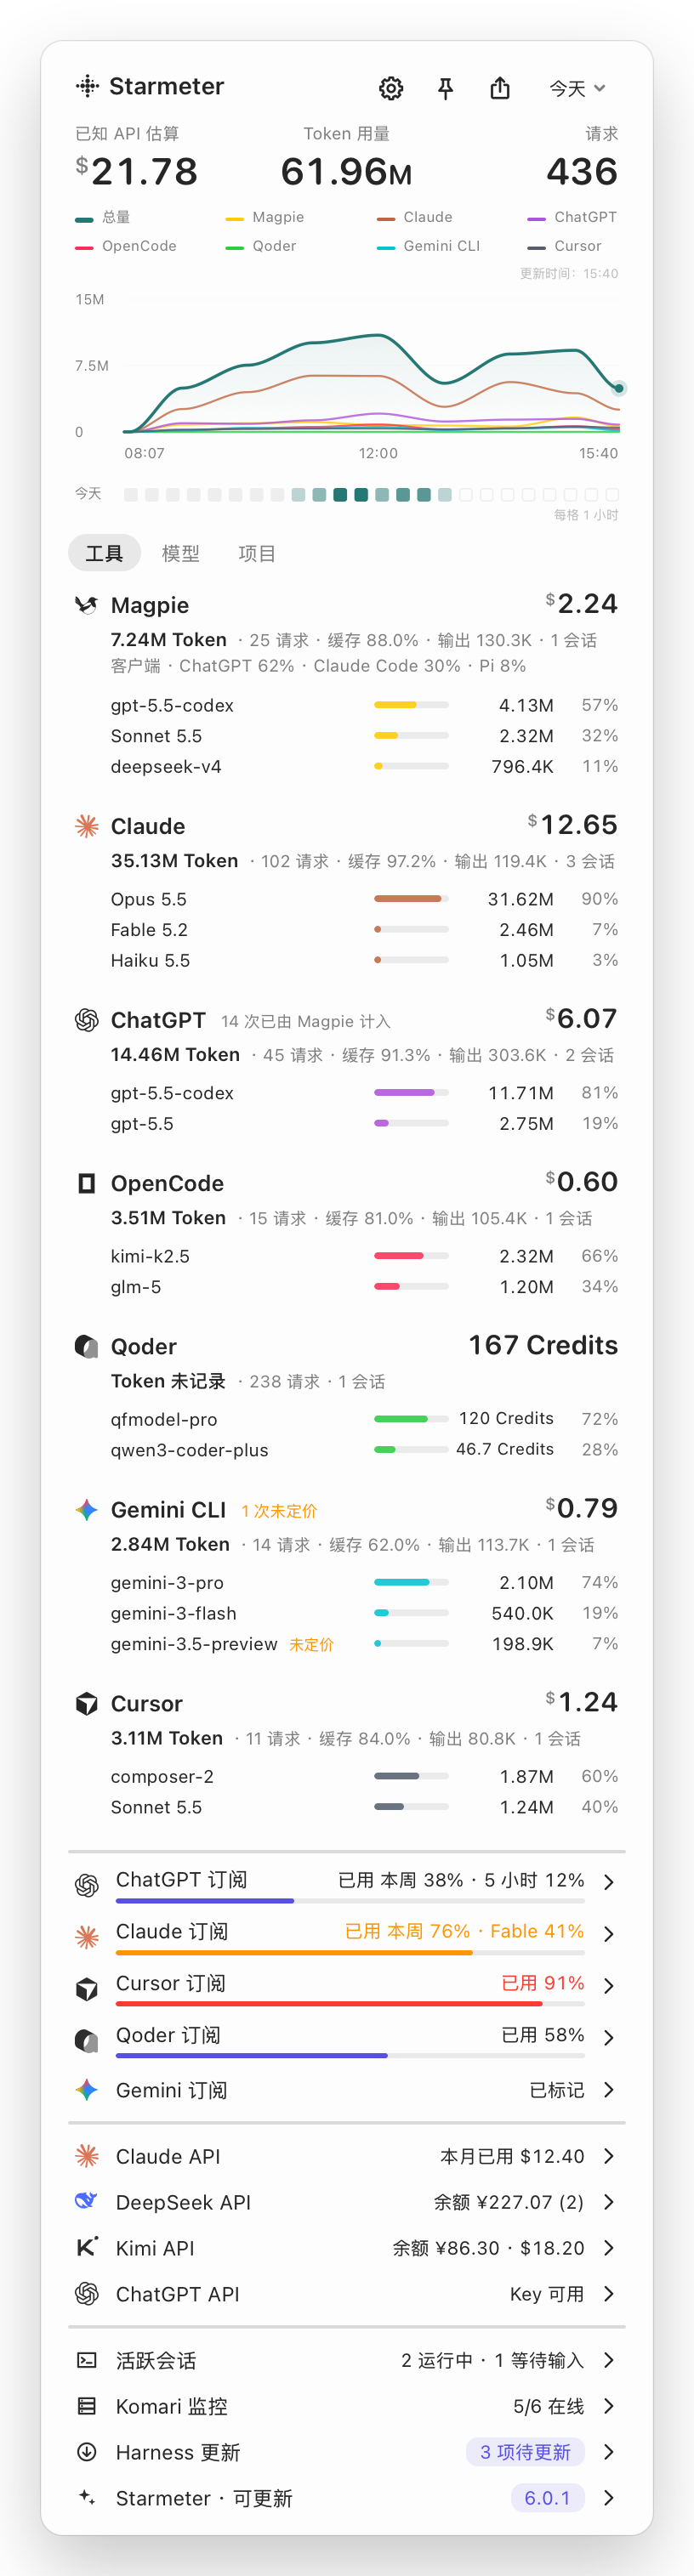 Starmeter 今天
已知 API 估算 Token 用量 请求
$21.78 61.96M 436
总量 Magpie Claude ChatGPT
OpenCode Qoder Gemini CLI Cursor
更新时间：15:40
15M
7.5M
0
08:07 12:00 15:40
今天
每格 1 小时
工具 模型 项目
Magpie $2.24
7.24M Token · 25 请求 · 缓存 88.0% · 输出 130.3K · 1 会话
客户端 · ChatGPT 62% · Claude Code 30% · Pi 8%
gpt-5.5-codex 4.13M 57%
Sonnet 5.5 2.32M 32%
deepseek-v4 796.4K 11%
Claude $12.65
35.13M Token · 102 请求 · 缓存 97.2% · 输出 119.4K · 3 会话
Opus 5.5 31.62M 90%
Fable 5.2 2.46M 7%
Haiku 5.5 1.05M 3%
ChatGPT 14 次已由 Magpie 计入 $6.07
14.46M Token · 45 请求 · 缓存 91.3% · 输出 303.6K · 2 会话
gpt-5.5-codex 11.71M 81%
gpt-5.5 2.75M 19%
OpenCode $0.60
3.51M Token · 15 请求 · 缓存 81.0% · 输出 105.4K · 1 会话
kimi-k2.5 2.32M 66%
glm-5 1.20M 34%
Qoder 167 Credits
Token 未记录 · 238 请求 · 1 会话
qfmodel-pro 120 Credits 72%
qwen3-coder-plus 46.7 Credits 28%
Gemini CLI 1 次未定价 $0.79
2.84M Token · 14 请求 · 缓存 62.0% · 输出 113.7K · 1 会话
gemini-3-pro 2.10M 74%
gemini-3-flash 540.0K 19%
gemini-3.5-preview 未定价 198.9K 7%
Cursor $1.24
3.11M Token · 11 请求 · 缓存 84.0% · 输出 80.8K · 1 会话
composer-2 1.87M 60%
Sonnet 5.5 1.24M 40%
ChatGPT 订阅 已用 本周 38% · 5 小时 12%
Claude 订阅 已用 本周 76% · Fable 41%
Cursor 订阅 已用 91%
Qoder 订阅 已用 58%
Gemini 订阅 已标记
Claude API 本月已用 $12.40
DeepSeek API 余额 ¥227.07 (2)
Kimi API 余额 ¥86.30 · $18.20
ChatGPT API Key 可用
活跃会话 2 运行中 · 1 等待输入
Komari 监控 5/6 在线
Harness 更新 3 项待更新
Starmeter · 可更新 6.0.1